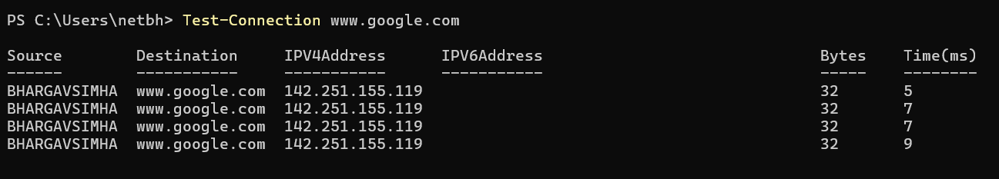 PS C:\Users\netbh> Test-Connection www.google.com
Source        Destination     IPV4Address      IPV6Address                              Bytes    Time(ms)
------        -----------     -----------      -----------                              -----    --------
BHARGAVSIMHA  www.google.com  142.251.155.119                                           32       5
BHARGAVSIMHA  www.google.com  142.251.155.119                                           32       7
BHARGAVSIMHA  www.google.com  142.251.155.119                                           32       7
BHARGAVSIMHA  www.google.com  142.251.155.119                                           32       9